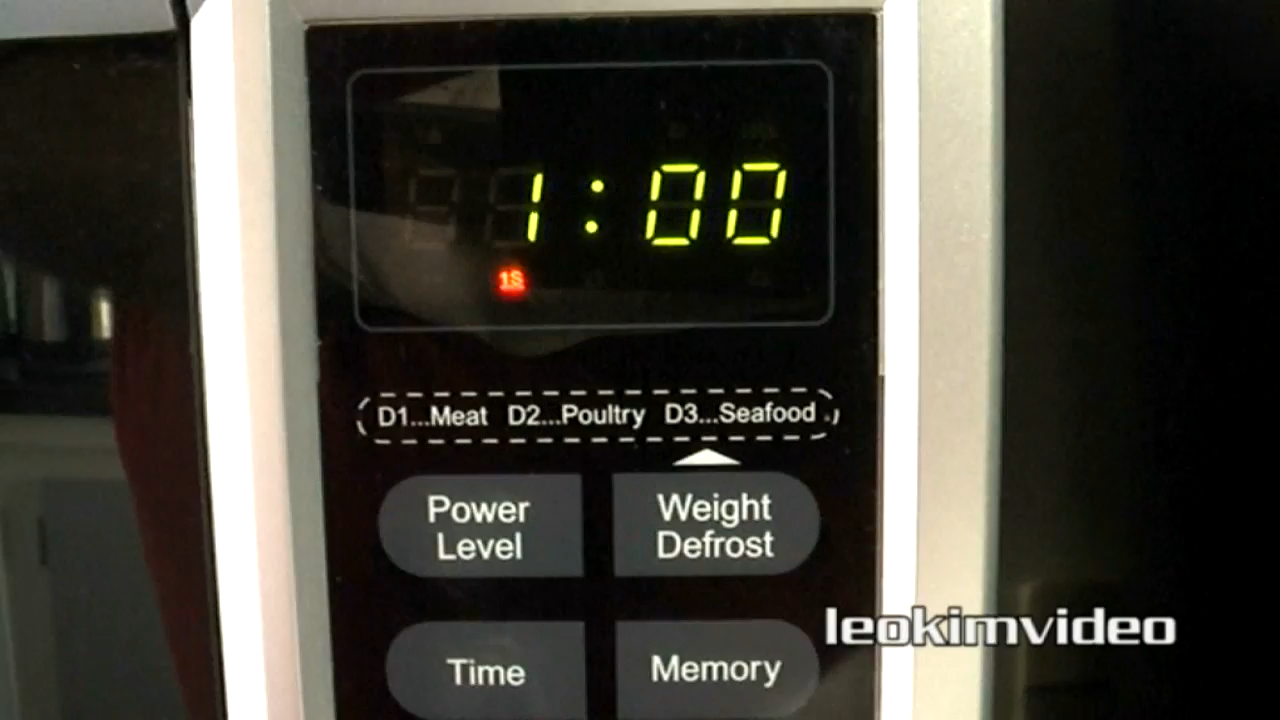 1:00
1S
D1...Meat D2...Poultry D3...Seafood
Power
Level
Weight
Defrost
Time
Memory
leokimvideo